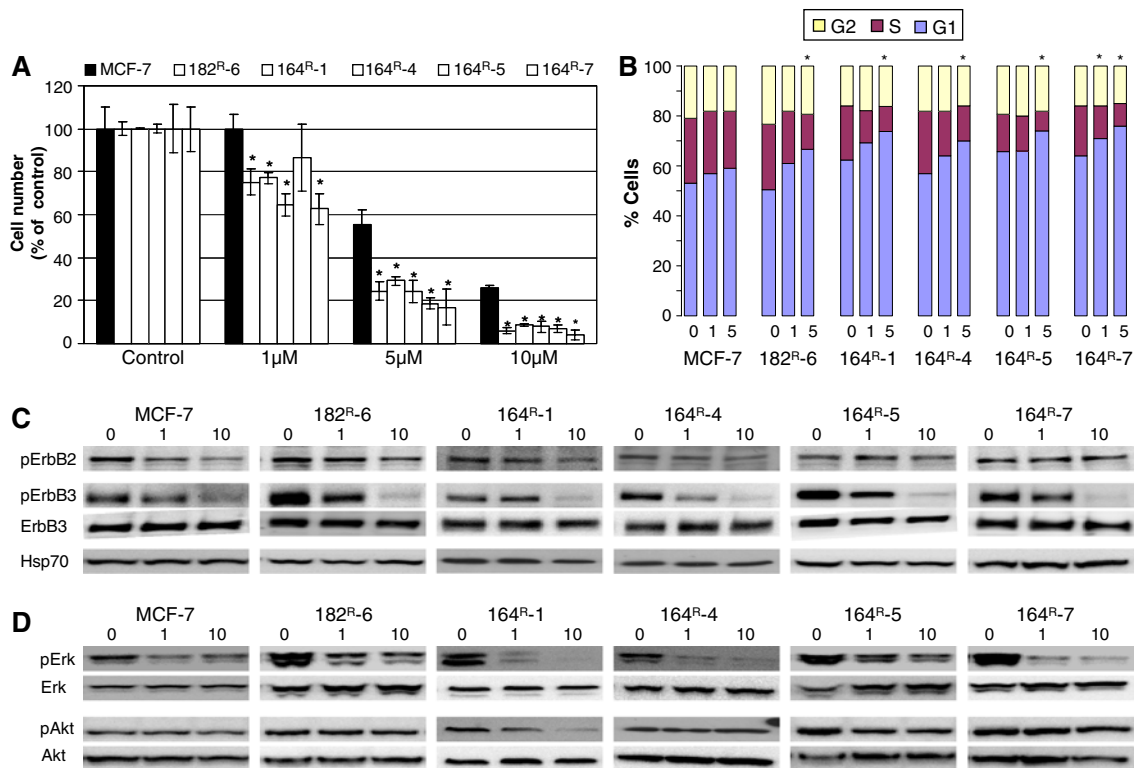 G2 S G1
A
MCF-7 182ᴿ-6 164ᴿ-1 164ᴿ-4 164ᴿ-5 164ᴿ-7
Cell number
(% of control)
120
100
80
60
40
20
0
* * * *
* * * * *
* * * * *
Control 1µM 5µM 10µM
B
% Cells
100
80
60
40
20
0
* * * * * *
0 1 5 0 1 5 0 1 5 0 1 5 0 1 5 0 1 5
MCF-7 182ᴿ-6 164ᴿ-1 164ᴿ-4 164ᴿ-5 164ᴿ-7
C
MCF-7 182ᴿ-6 164ᴿ-1 164ᴿ-4 164ᴿ-5 164ᴿ-7
0 1 10 0 1 10 0 1 10 0 1 10 0 1 10 0 1 10
pErbB2
pErbB3
ErbB3
Hsp70
D
MCF-7 182ᴿ-6 164ᴿ-1 164ᴿ-4 164ᴿ-5 164ᴿ-7
0 1 10 0 1 10 0 1 10 0 1 10 0 1 10 0 1 10
pErk
Erk
pAkt
Akt